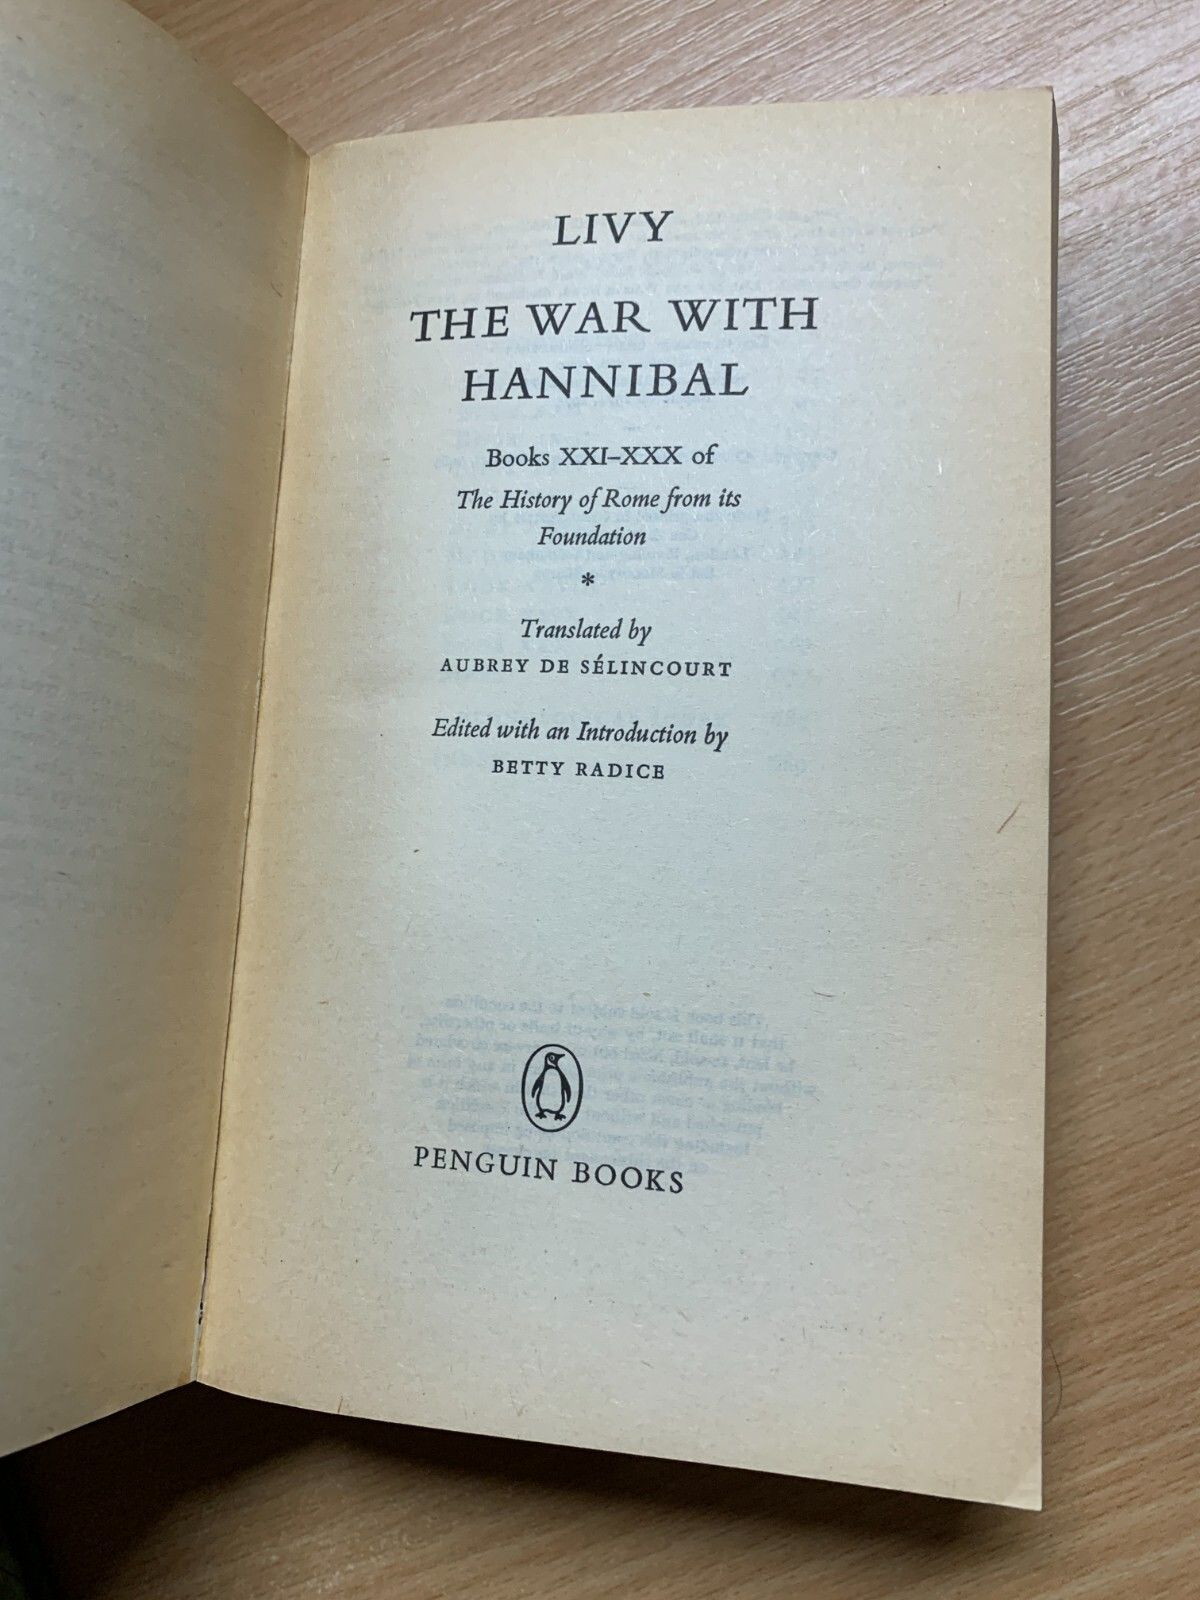 LIVY
THE WAR WITH
HANNIBAL
Books XXI–XXX of
The History of Rome from its
Foundation
*
Translated by
AUBREY DE SÉLINCOURT
Edited with an Introduction by
BETTY RADICE
PENGUIN BOOKS